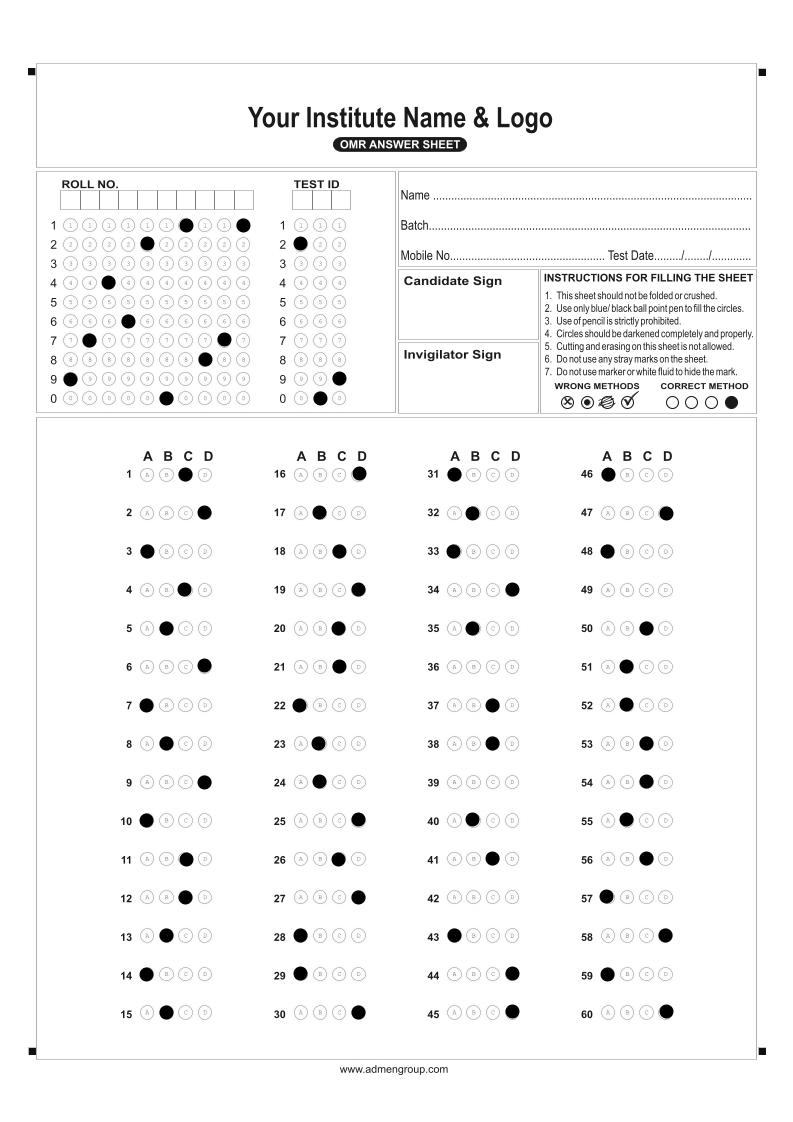 Your Institute Name & Logo
OMR ANSWER SHEET
ROLL NO.
TEST ID
1 1 1 1 1 1 1 1 1 1 1
2 2 2 2 2 2 2 2 2 2
3 3 3 3 3 3 3 3 3 3 3
4 4 4 4 4 4 4 4 4 4
5 5 5 5 5 5 5 5 5 5 5
6 6 6 6 6 6 6 6 6 6
7 7 7 7 7 7 7 7 7
8 8 8 8 8 8 8 8 8 8
9 9 9 9 9 9 9 9 9 9
0 0 0 0 0 0 0 0 0 0
1 1 1 1
2 2 2
3 3 3 3
4 4 4 4
5 5 5 5
6 6 6 6
7 7 7 7
8 8 8 8
9 9 9
0 0 0
Name ....................................................................................................
Batch....................................................................................................
Mobile No.................................................. Test Date......../......../............
Candidate Sign
Invigilator Sign
INSTRUCTIONS FOR FILLING THE SHEET
1. This sheet should not be folded or crushed.
2. Use only blue/ black ball point pen to fill the circles.
3. Use of pencil is strictly prohibited.
4. Circles should be darkened completely and properly.
5. Cutting and erasing on this sheet is not allowed.
6. Do not use any stray marks on the sheet.
7. Do not use marker or white fluid to hide the mark.
WRONG METHODS CORRECT METHOD
A B C D
1 A B D
2 A B C
3 B C D
4 A B D
5 A C D
6 A B C
7 B C D
8 A C D
9 A B C
10 B C D
11 A B D
12 A B D
13 A C D
14 B C D
15 A C D
A B C D
16 A B C
17 A C D
18 A B D
19 A B C
20 A B D
21 A B D
22 B C D
23 A C D
24 A C D
25 A B C
26 A B D
27 A B C
28 B C D
29 B C D
30 A B C
A B C D
31 B C D
32 A C D
33 B C D
34 A B C
35 A C D
36 A B C D
37 A B D
38 A B D
39 A B C D
40 A C D
41 A B D
42 A B C D
43 B C D
44 A B C
45 A B C
A B C D
46 B C D
47 A B C
48 B C D
49 A B C D
50 A B D
51 A C D
52 A C D
53 A B D
54 A B D
55 A C D
56 A B D
57 B C D
58 A B C
59 B C D
60 A B C
www.admengroup.com